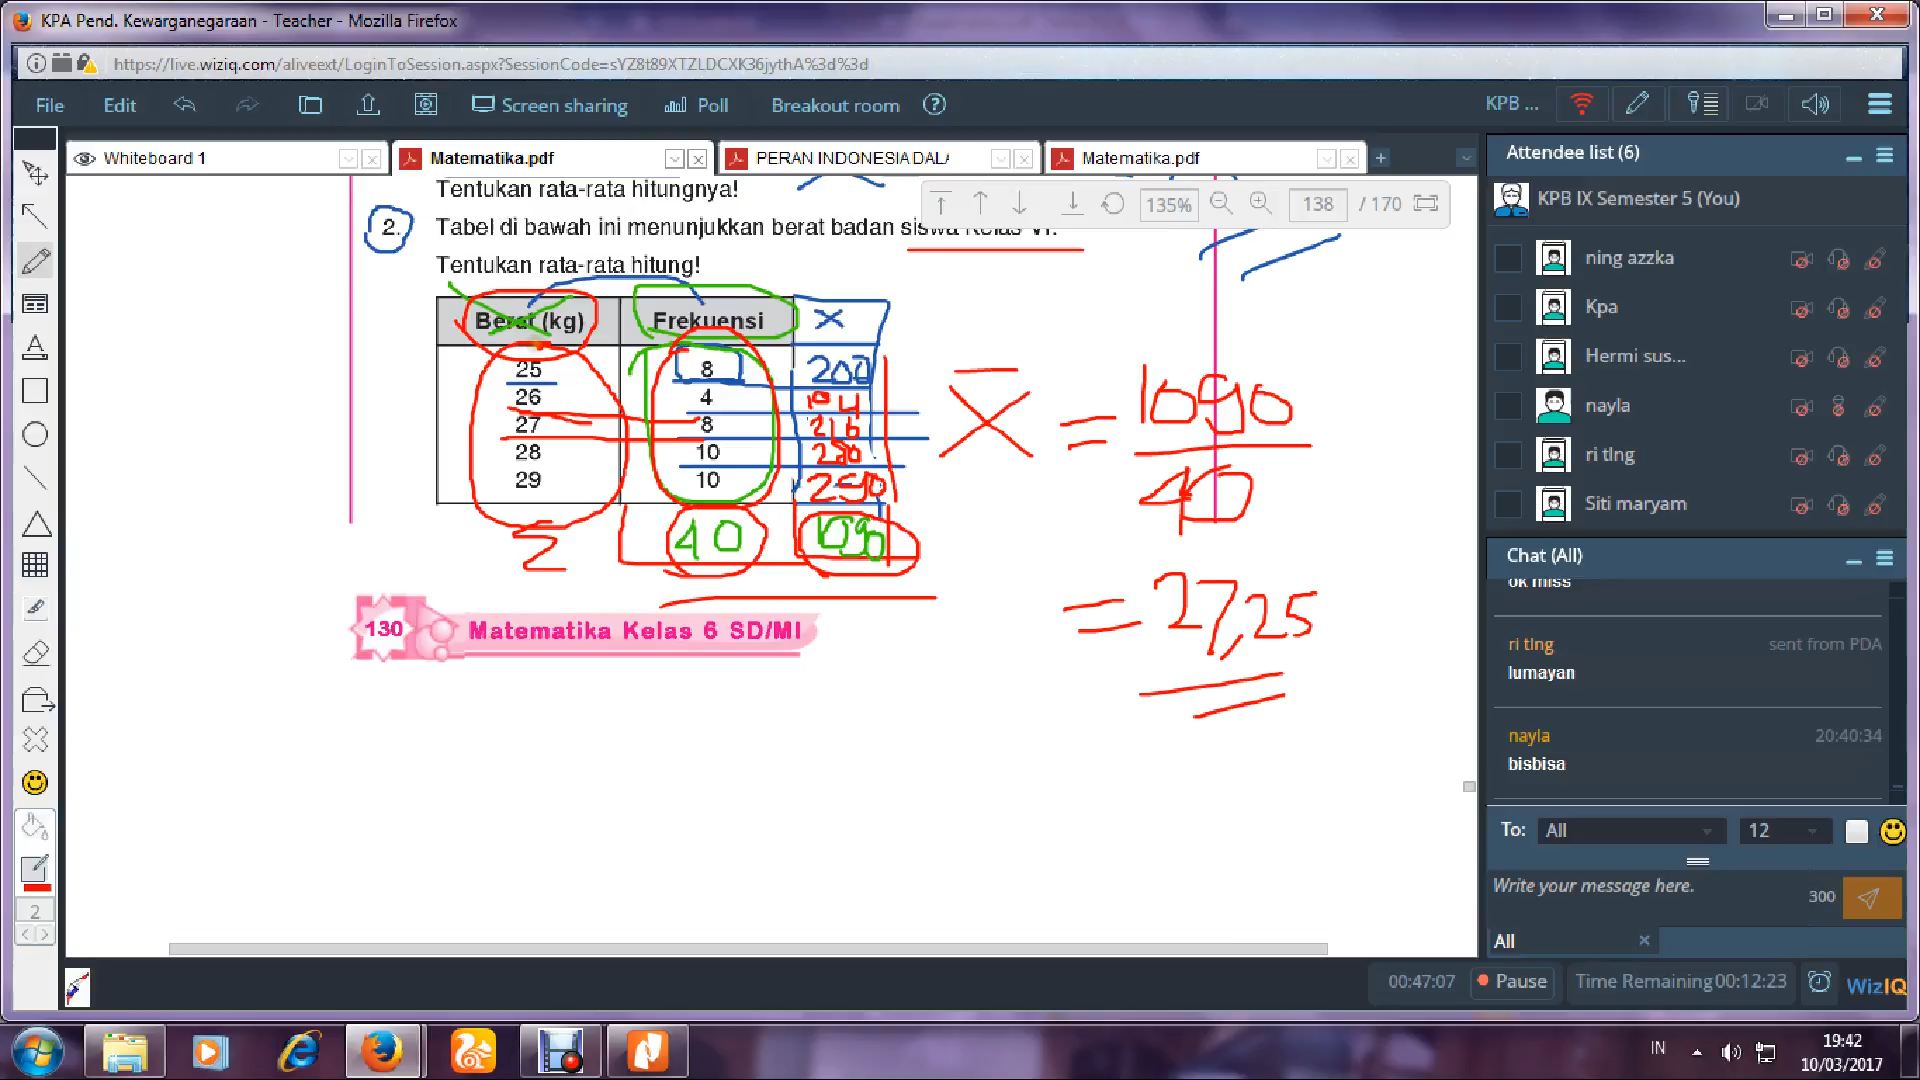 KPA Pend. Kewarganegaraan - Teacher - Mozilla Firefox
https://live.wiziq.com/aliveext/LoginToSession.aspx?SessionCode=sYZ8t89XTZLDCXK36jythA%3d%3d
File Edit Screen sharing Poll Breakout room ? KPB ...
Whiteboard 1 Matematika.pdf PERAN INDONESIA DALA Matematika.pdf +
135% 138 / 170
Tentukan rata-rata hitungnya!
2. Tabel di bawah ini menunjukkan berat badan siswa Kelas VI.
Tentukan rata-rata hitung!
Berat (kg) Frekuensi x
25 8 200
26 4 104
27 8 216
28 10 280
29 10 290
Σ 40 1090
x = 1090
40
= 27,25
130 Matematika Kelas 6 SD/MI
2
Attendee list (6)
KPB IX Semester 5 (You)
ning azzka
Kpa
Hermi sus...
nayla
ri tIng
Siti maryam
Chat (All)
ok miss
ri tIng sent from PDA
lumayan
nayla 20:40:34
bisbisa
To: All 12
Write your message here. 300
All
00:47:07 Pause Time Remaining 00:12:23 WizIQ
IN 19:42
10/03/2017